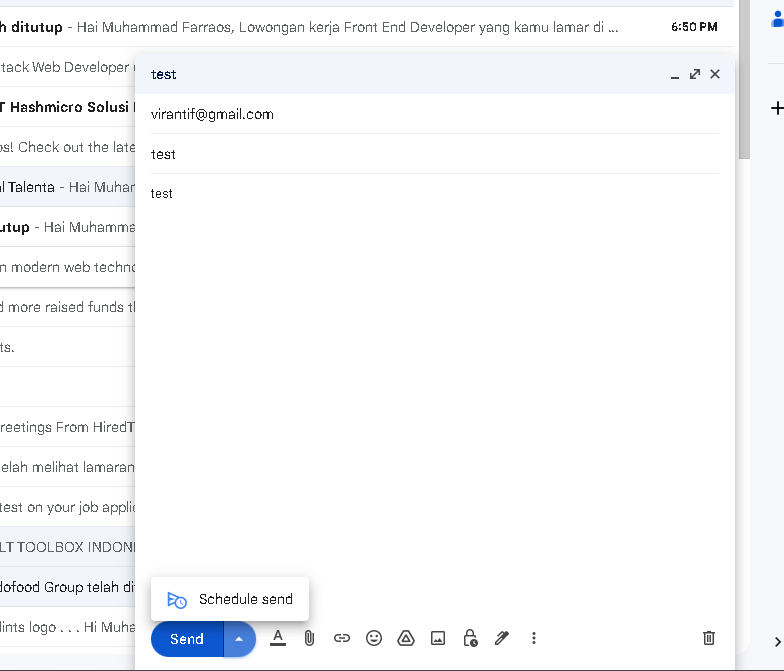 h ditutup - Hai Muhammad Farraos, Lowongan kerja Front End Developer yang kamu lamar di ... 6:50 PM
tack Web Developer
test
T Hashmicro Solusi
virantif@gmail.com
os! Check out the late
test
al Talenta - Hai Muhan
test
utup - Hai Muhamma
n modern web techno
d more raised funds t
ts.
reetings From HiredT
elah melihat lamaran
test on your job applic
LT TOOLBOX INDON
dofood Group telah di
Schedule send
lints logo . . . Hi Muha
Send